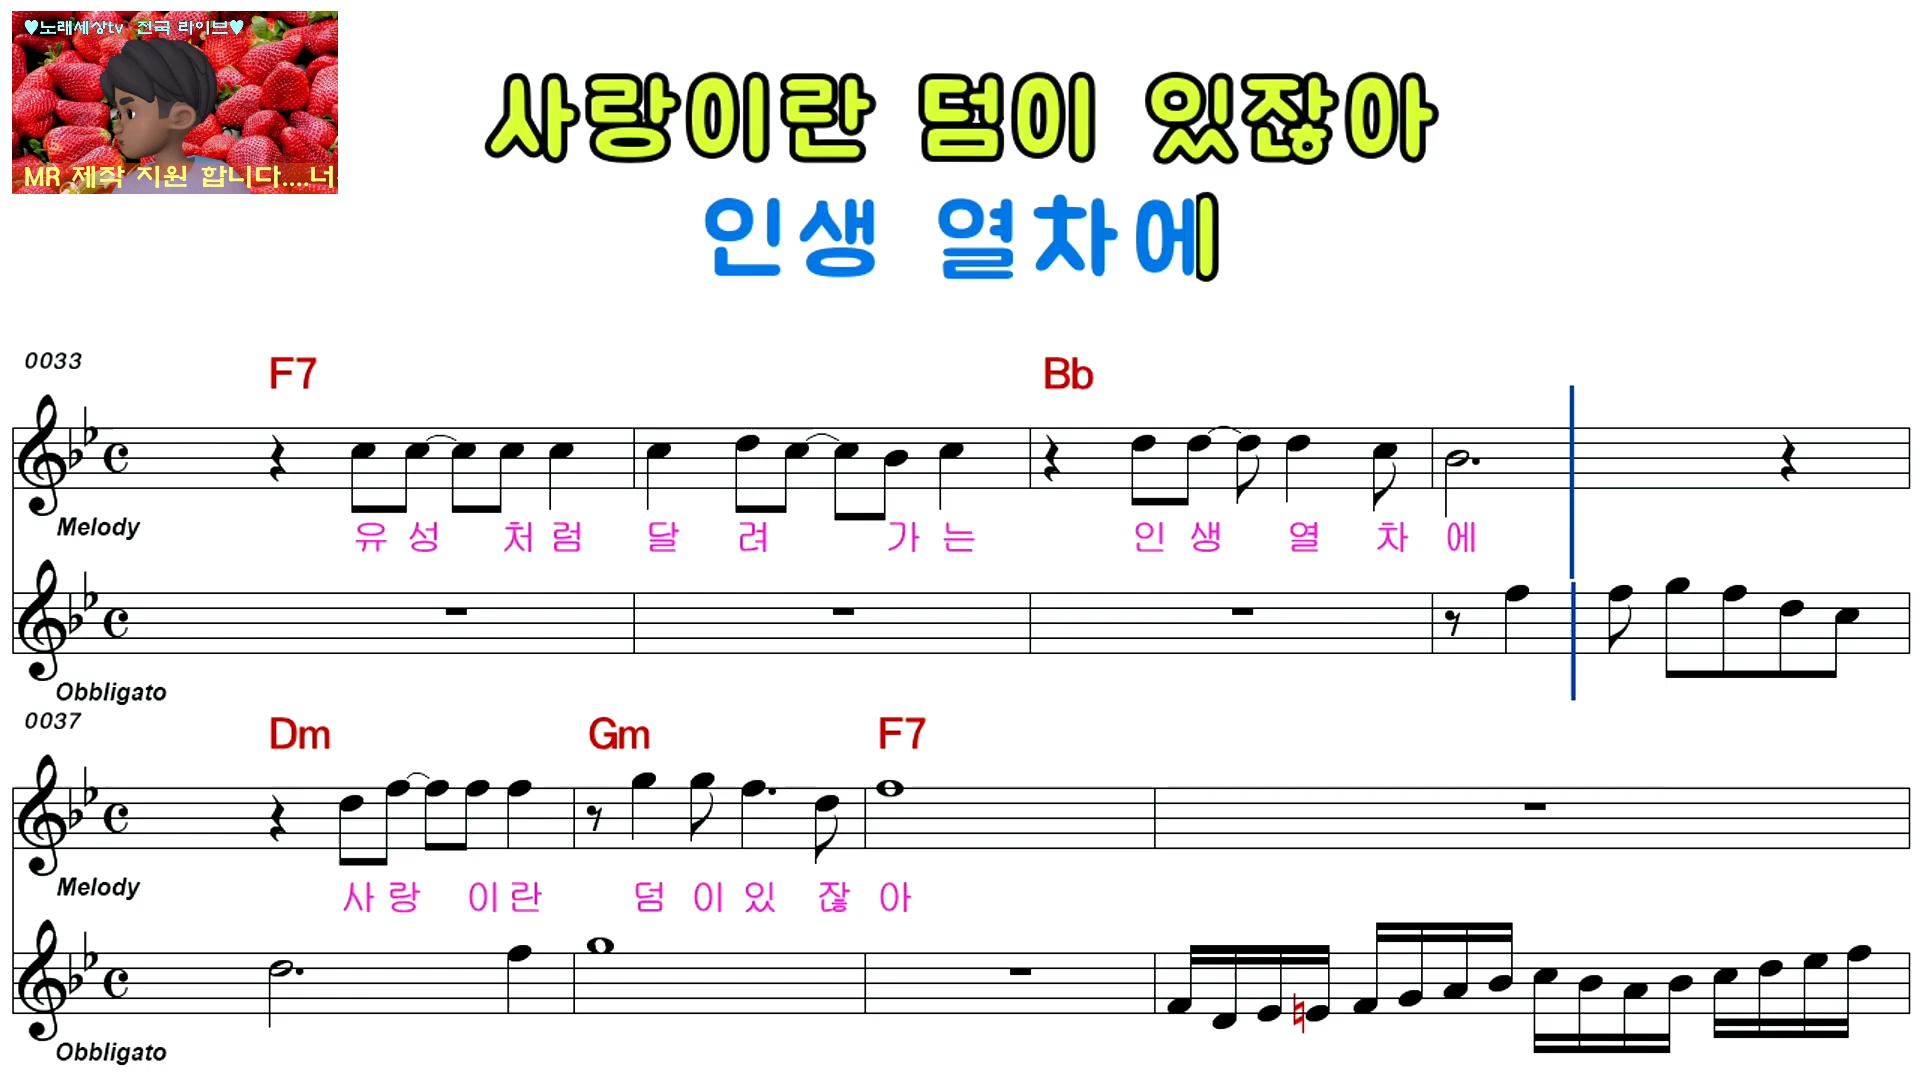 ♥노래세상tv 전국 라이브♥
MR 제작 지원 합니다....너
사랑이란 덤이 있잖아
인생 열차에
0033
F7 Bb
Melody
유성처럼 달려가는 인생열차에
Obbligato
0037
Dm Gm F7
Melody
사랑이란 덤이있잖아
Obbligato